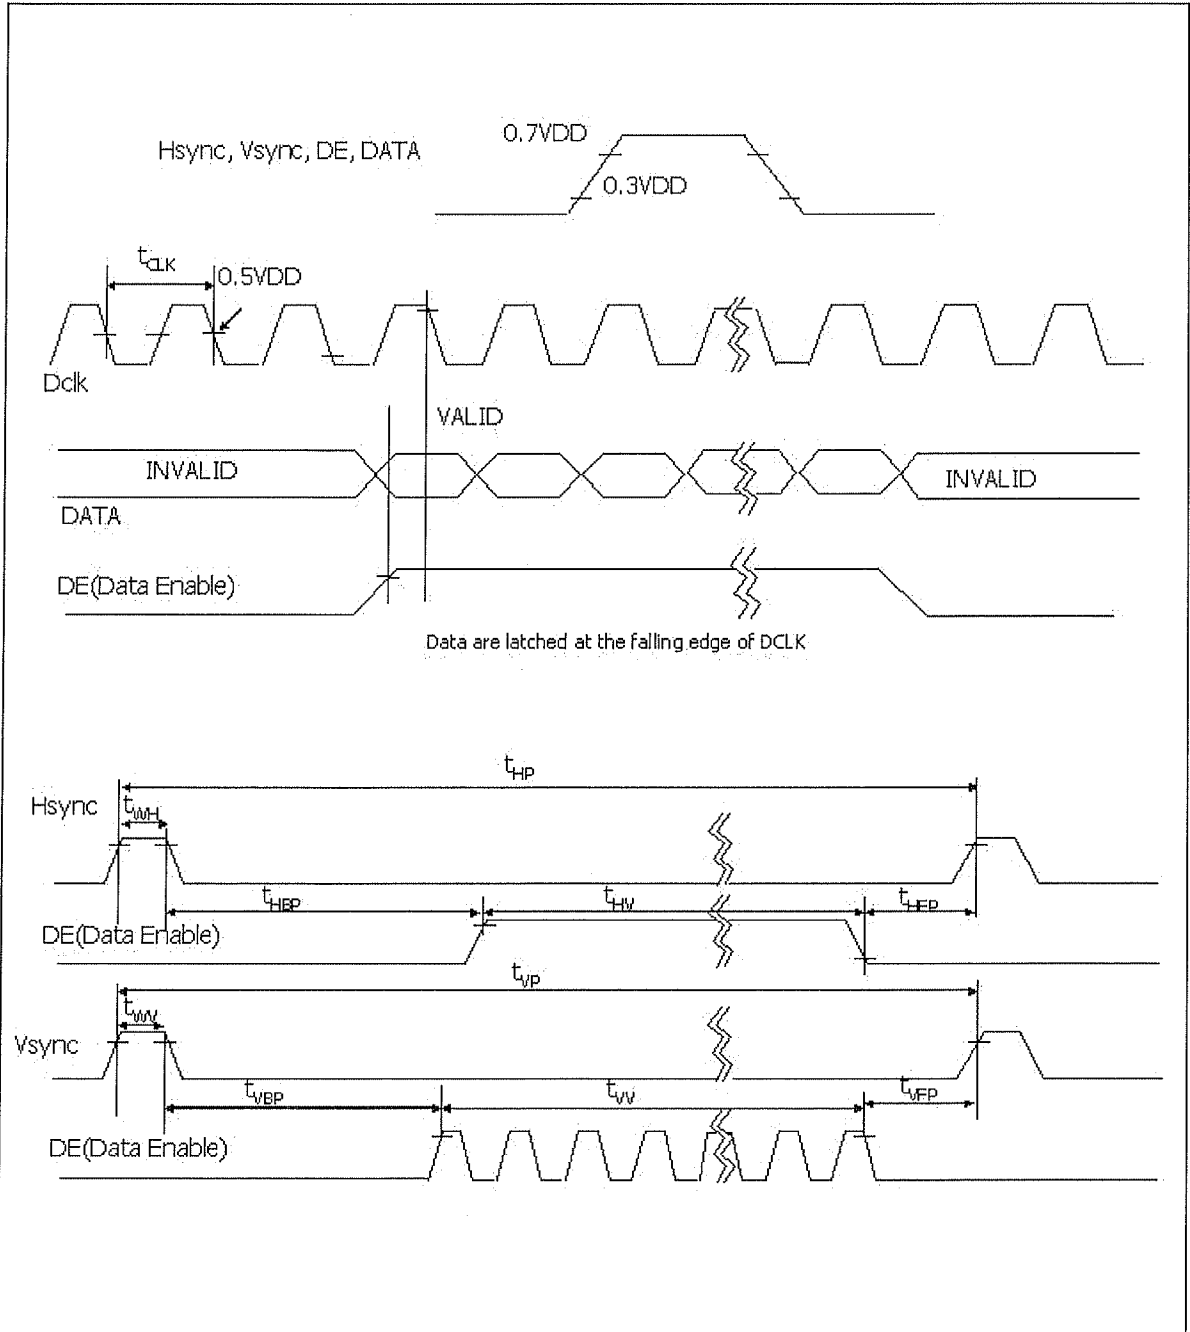 0.7VDD
Hsync, Vsync, DE, DATA
0.3VDD
tCLK
0.5VDD
Dclk
VALID
INVALID
INVALID
DATA
DE(Data Enable)
Data are latched at the falling edge of DCLK
tHP
Hsync
tWH
tHBP
tHV
tHFP
DE(Data Enable)
tVP
tWV
Vsync
tVBP
tVV
tVFP
DE(Data Enable)